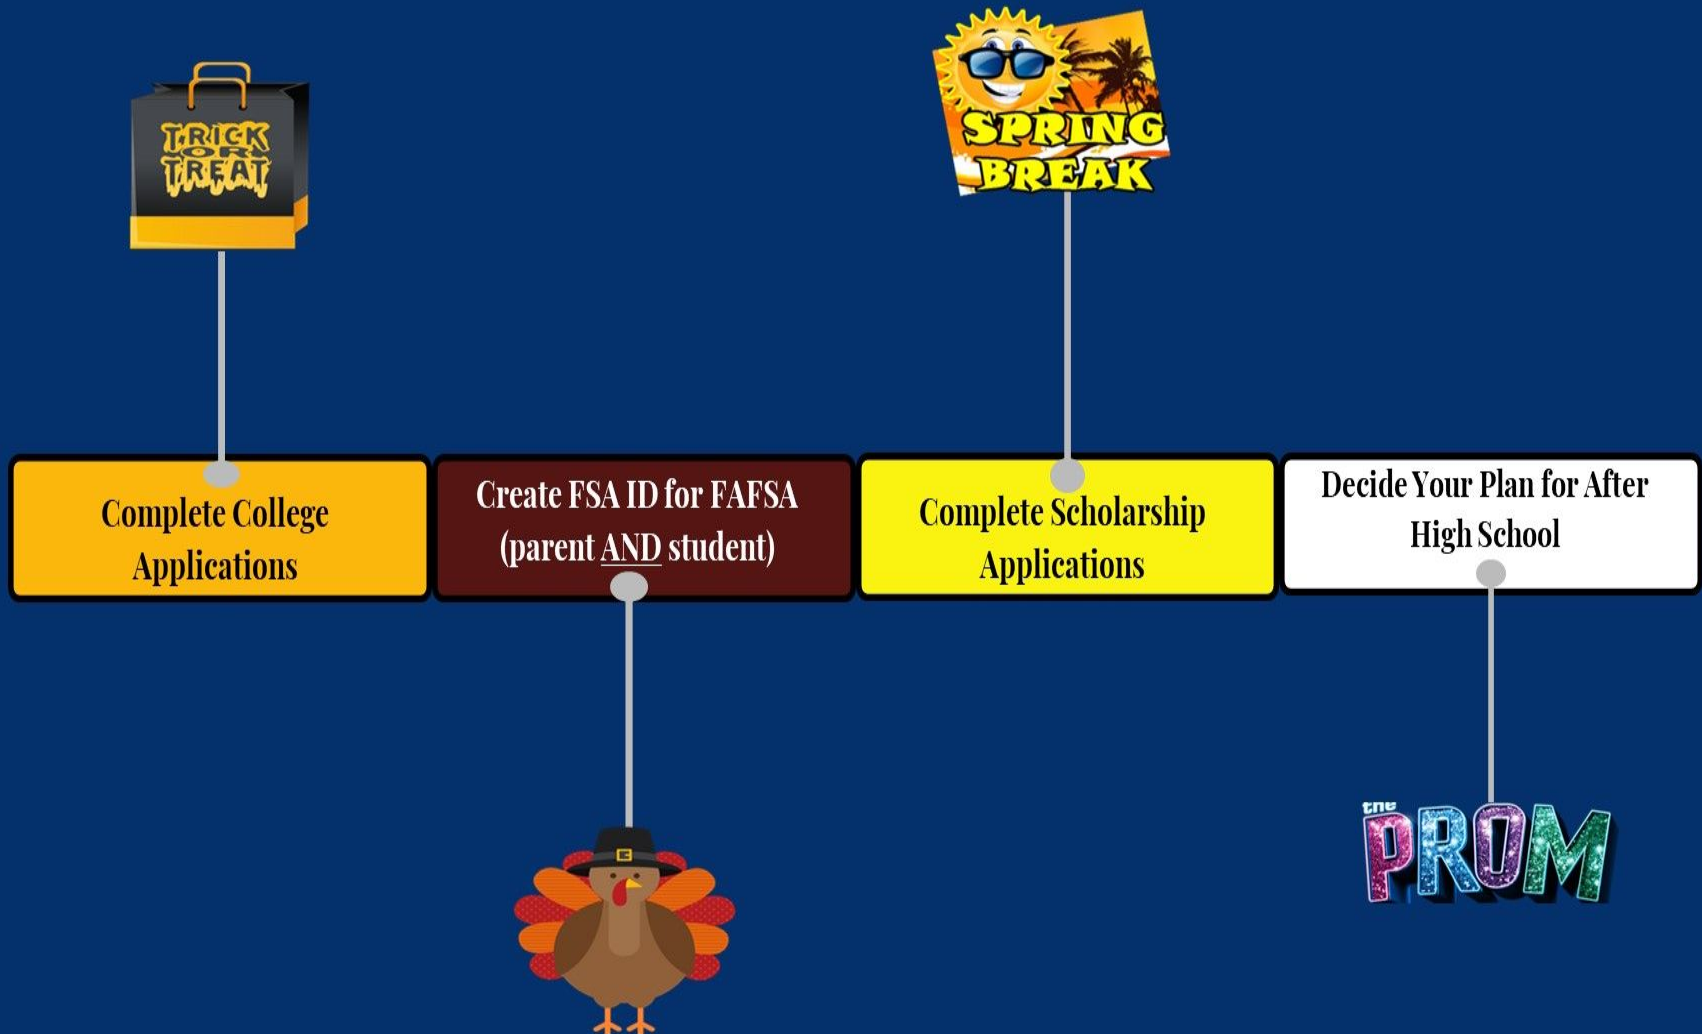 TRICK
OR
TREAT
SPRING
BREAK
Complete College
Applications
Create FSA ID for FAFSA
(parent AND student)
Complete Scholarship
Applications
Decide Your Plan for After
High School
the
PROM